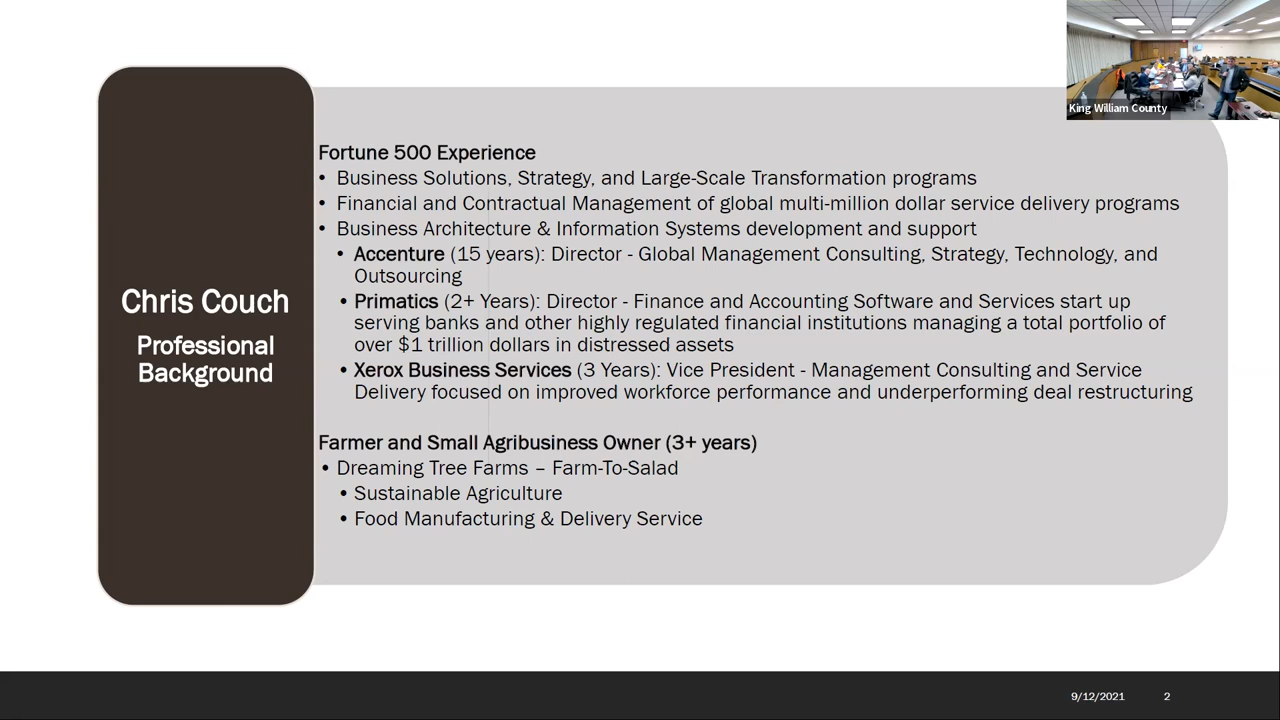 King William County
Chris Couch
Professional
Background
Fortune 500 Experience
• Business Solutions, Strategy, and Large-Scale Transformation programs
• Financial and Contractual Management of global multi-million dollar service delivery programs
• Business Architecture & Information Systems development and support
• Accenture (15 years): Director - Global Management Consulting, Strategy, Technology, and
Outsourcing
• Primatics (2+ Years): Director - Finance and Accounting Software and Services start up
serving banks and other highly regulated financial institutions managing a total portfolio of
over $1 trillion dollars in distressed assets
• Xerox Business Services (3 Years): Vice President - Management Consulting and Service
Delivery focused on improved workforce performance and underperforming deal restructuring
Farmer and Small Agribusiness Owner (3+ years)
• Dreaming Tree Farms – Farm-To-Salad
• Sustainable Agriculture
• Food Manufacturing & Delivery Service
9/12/2021 2